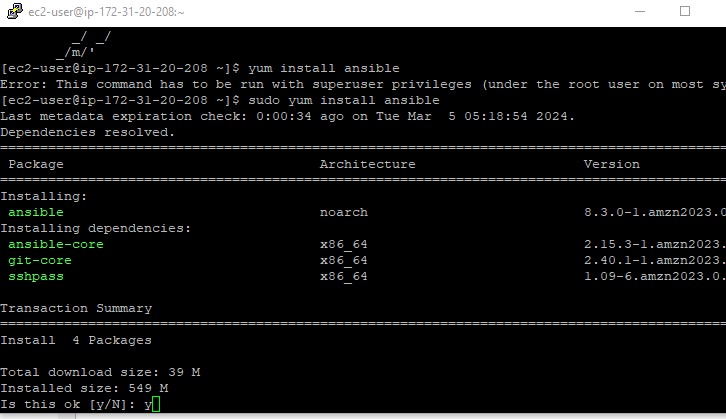 ec2-user@ip-172-31-20-208:~
_/ _/
_/m/'
[ec2-user@ip-172-31-20-208 ~]$ yum install ansible
Error: This command has to be run with superuser privileges (under the root user on most sy
[ec2-user@ip-172-31-20-208 ~]$ sudo yum install ansible
Last metadata expiration check: 0:00:34 ago on Tue Mar  5 05:18:54 2024.
Dependencies resolved.
Package Architecture Version
Installing:
ansible noarch 8.3.0-1.amzn2023.0
Installing dependencies:
ansible-core x86_64 2.15.3-1.amzn2023.
git-core x86_64 2.40.1-1.amzn2023.
sshpass x86_64 1.09-6.amzn2023.0.
Transaction Summary
Install  4 Packages
Total download size: 39 M
Installed size: 549 M
Is this ok [y/N]: y